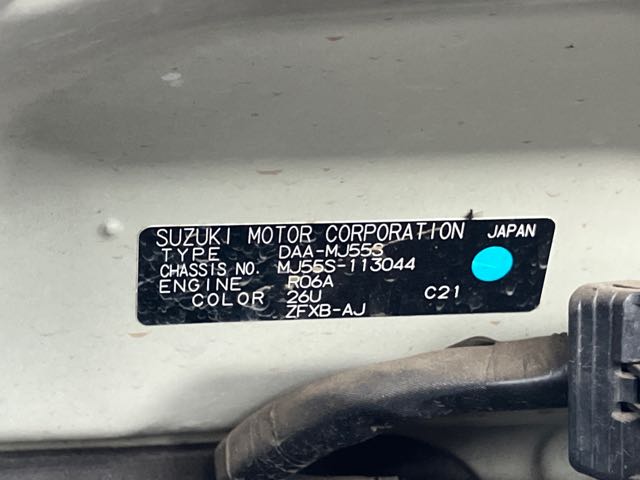 SUZUKI MOTOR CORPORATION JAPAN
TYPE DAA-MJ55S
CHASSIS NO. MJ55S-113044
ENGINE R06A
COLOR 26U C21
ZFXB-AJ